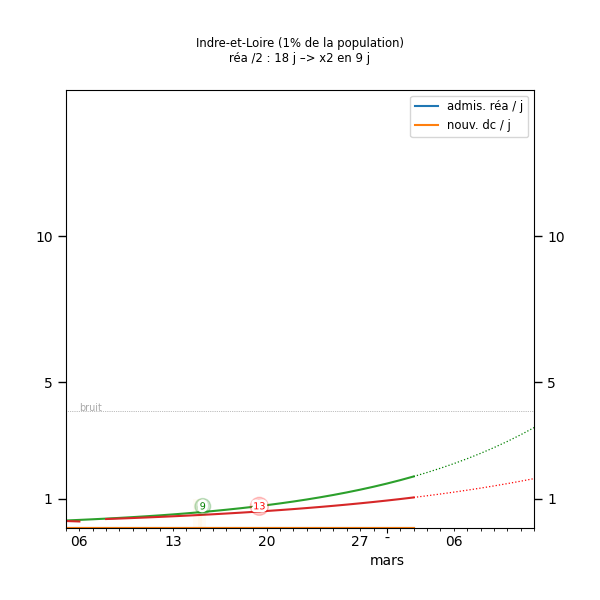 Indre-et-Loire (1% de la population)
réa /2 : 18 j –> x2 en 9 j
admis. réa / j
nouv. dc / j
10
10
5
5
bruit
1
1
9
13
06
13
20
27
-
06
mars